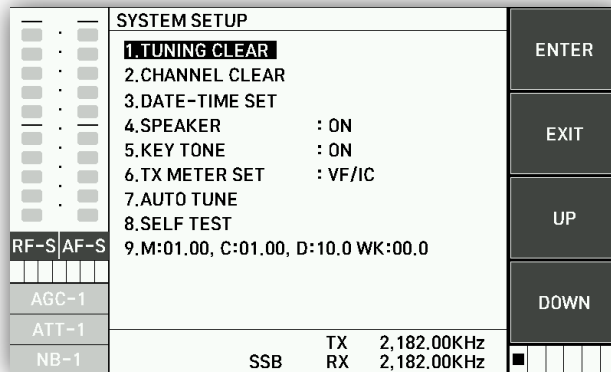 SYSTEM SETUP
1.TUNING CLEAR
2.CHANNEL CLEAR
3.DATE-TIME SET
4.SPEAKER : ON
5.KEY TONE : ON
6.TX METER SET : VF/IC
7.AUTO TUNE
8.SELF TEST
9.M:01.00, C:01.00, D:10.0 WK:00.0
RF-S AF-S
AGC-1
ATT-1
NB-1
TX 2,182.00KHz
SSB RX 2,182.00KHz
ENTER
EXIT
UP
DOWN